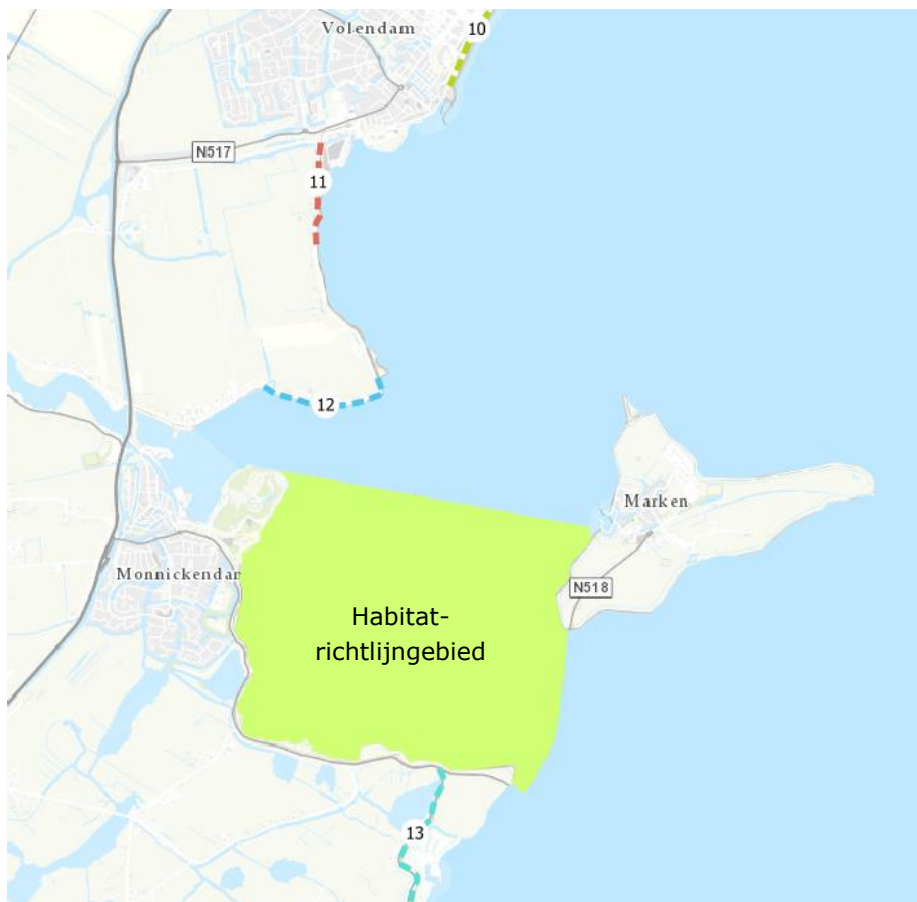 Volendam
10
N517
11
12
Marken
Monnickendam
N518
Habitat-
richtlijngebied
13